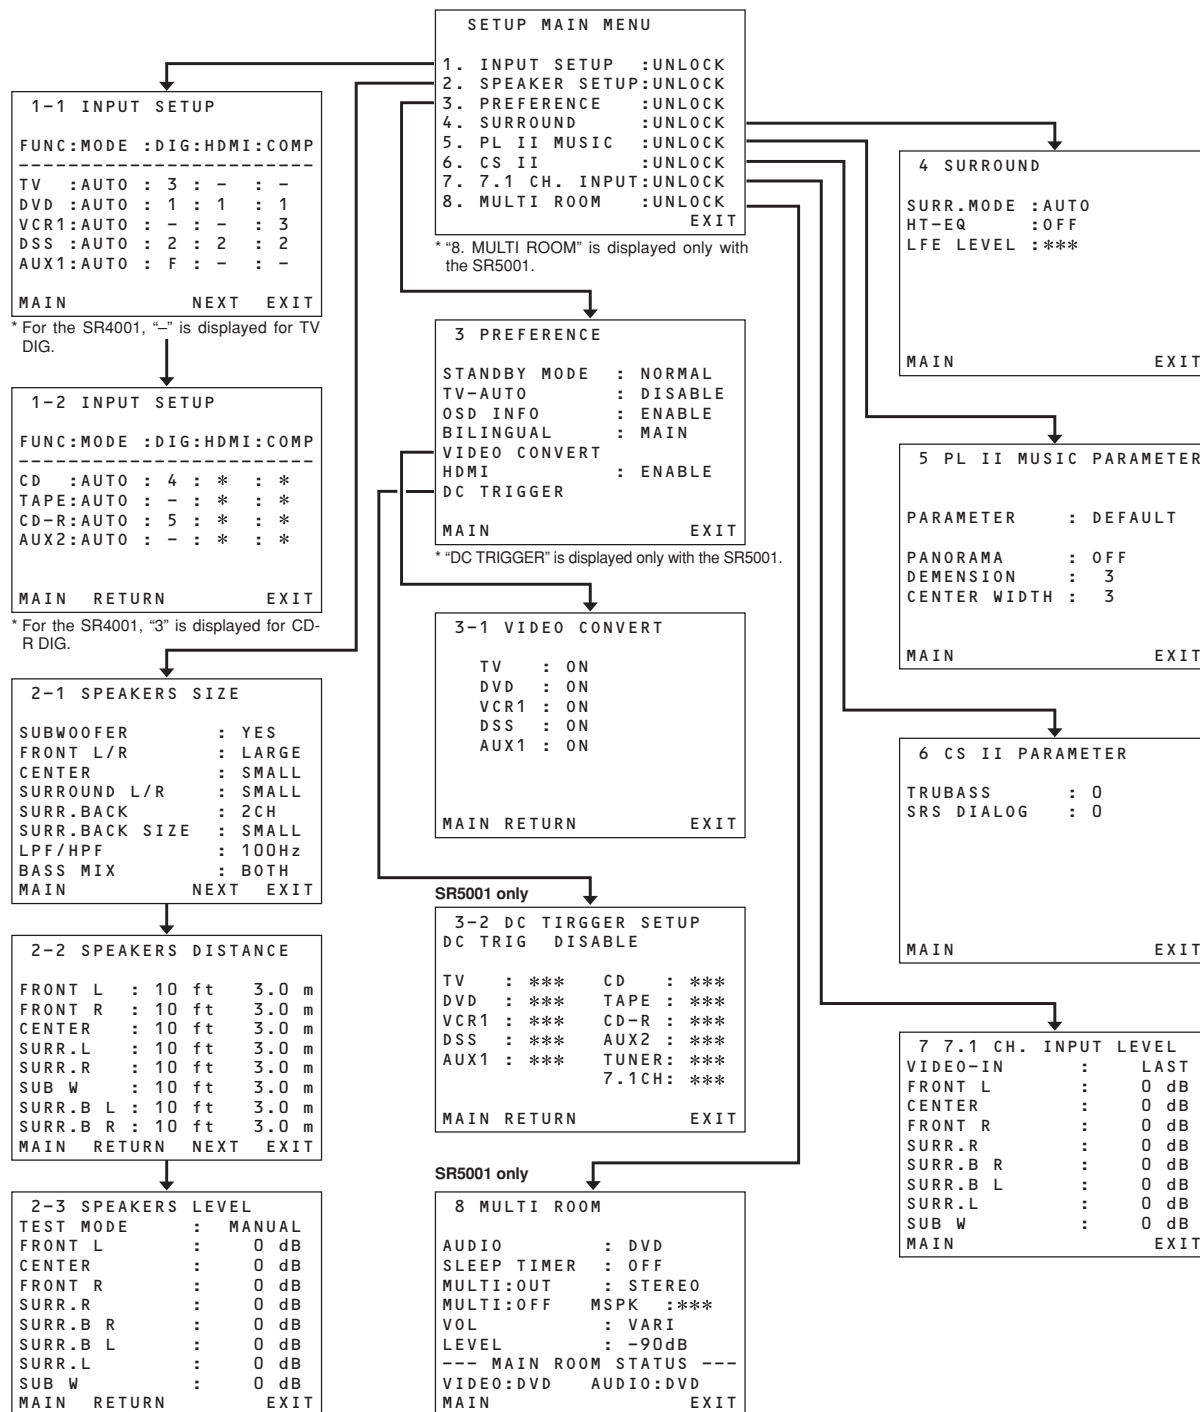 SETUP MAIN MENU
1. INPUT SETUP :UNLOCK
2. SPEAKER SETUP:UNLOCK
3. PREFERENCE :UNLOCK
4. SURROUND :UNLOCK
5. PL II MUSIC :UNLOCK
6. CS II :UNLOCK
7. 7.1 CH. INPUT:UNLOCK
8. MULTI ROOM :UNLOCK
EXIT
* “8. MULTI ROOM” is displayed only with
the SR5001.
1-1 INPUT SETUP
FUNC:MODE :DIG:HDMI:COMP
-------------------------
TV :AUTO : 3 : - : -
DVD :AUTO : 1 : 1 : 1
VCR1:AUTO : - : - : 3
DSS :AUTO : 2 : 2 : 2
AUX1:AUTO : F : - : -
MAIN NEXT EXIT
* For the SR4001, “–” is displayed for TV
DIG.
1-2 INPUT SETUP
FUNC:MODE :DIG:HDMI:COMP
-------------------------
CD :AUTO : 4 : * : *
TAPE:AUTO : - : * : *
CD-R:AUTO : 5 : * : *
AUX2:AUTO : - : * : *
MAIN RETURN EXIT
* For the SR4001, “3” is displayed for CD-
R DIG.
2-1 SPEAKERS SIZE
SUBWOOFER : YES
FRONT L/R : LARGE
CENTER : SMALL
SURROUND L/R : SMALL
SURR.BACK : 2CH
SURR.BACK SIZE : SMALL
LPF/HPF : 100Hz
BASS MIX : BOTH
MAIN NEXT EXIT
2-2 SPEAKERS DISTANCE
FRONT L : 10 ft 3.0 m
FRONT R : 10 ft 3.0 m
CENTER : 10 ft 3.0 m
SURR.L : 10 ft 3.0 m
SURR.R : 10 ft 3.0 m
SUB W : 10 ft 3.0 m
SURR.B L : 10 ft 3.0 m
SURR.B R : 10 ft 3.0 m
MAIN RETURN NEXT EXIT
2-3 SPEAKERS LEVEL
TEST MODE : MANUAL
FRONT L : 0 dB
CENTER : 0 dB
FRONT R : 0 dB
SURR.R : 0 dB
SURR.B R : 0 dB
SURR.B L : 0 dB
SURR.L : 0 dB
SUB W : 0 dB
MAIN RETURN EXIT
3 PREFERENCE
STANDBY MODE : NORMAL
TV-AUTO : DISABLE
OSD INFO : ENABLE
BILINGUAL : MAIN
VIDEO CONVERT
HDMI : ENABLE
DC TRIGGER
MAIN EXIT
* “DC TRIGGER” is displayed only with the SR5001.
3-1 VIDEO CONVERT
TV : ON
DVD : ON
VCR1 : ON
DSS : ON
AUX1 : ON
MAIN RETURN EXIT
SR5001 only
3-2 DC TIRGGER SETUP
DC TRIG DISABLE
TV : *** CD : ***
DVD : *** TAPE : ***
VCR1 : *** CD-R : ***
DSS : *** AUX2 : ***
AUX1 : *** TUNER: ***
7.1CH: ***
MAIN RETURN EXIT
SR5001 only
8 MULTI ROOM
AUDIO : DVD
SLEEP TIMER : OFF
MULTI:OUT : STEREO
MULTI:OFF MSPK :***
VOL : VARI
LEVEL : -90dB
--- MAIN ROOM STATUS ---
VIDEO:DVD AUDIO:DVD
MAIN EXIT
4 SURROUND
SURR.MODE :AUTO
HT-EQ :OFF
LFE LEVEL :***
MAIN EXIT
5 PL II MUSIC PARAMETER
PARAMETER : DEFAULT
PANORAMA : OFF
DEMENSION : 3
CENTER WIDTH : 3
MAIN EXIT
6 CS II PARAMETER
TRUBASS : 0
SRS DIALOG : 0
MAIN EXIT
7 7.1 CH. INPUT LEVEL
VIDEO-IN : LAST
FRONT L : 0 dB
CENTER : 0 dB
FRONT R : 0 dB
SURR.R : 0 dB
SURR.B R : 0 dB
SURR.B L : 0 dB
SURR.L : 0 dB
SUB W : 0 dB
MAIN EXIT